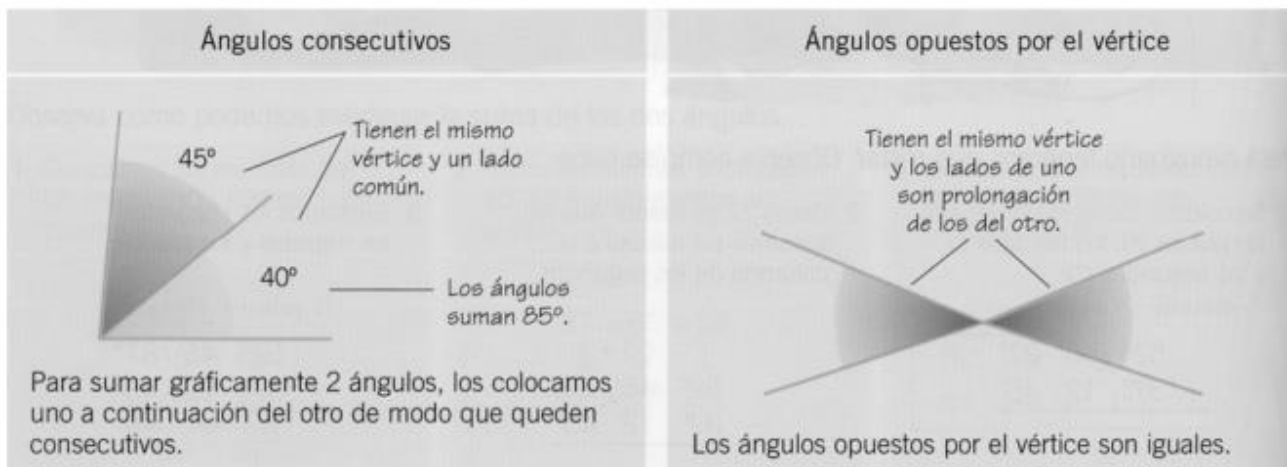 Ángulos consecutivos
45º
Tienen el mismo
vértice y un lado
común.
40º
Los ángulos
suman 85º.
Para sumar gráficamente 2 ángulos, los colocamos
uno a continuación del otro de modo que queden
consecutivos.
Ángulos opuestos por el vértice
Tienen el mismo vértice
y los lados de uno
son prolongación
de los del otro.
Los ángulos opuestos por el vértice son iguales.